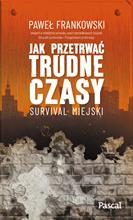 PAWEŁ FRANKOWSKI
JAK PRZETRWAĆ
TRUDNE
CZASY
SURVIVAL MIEJSKI
Pascal